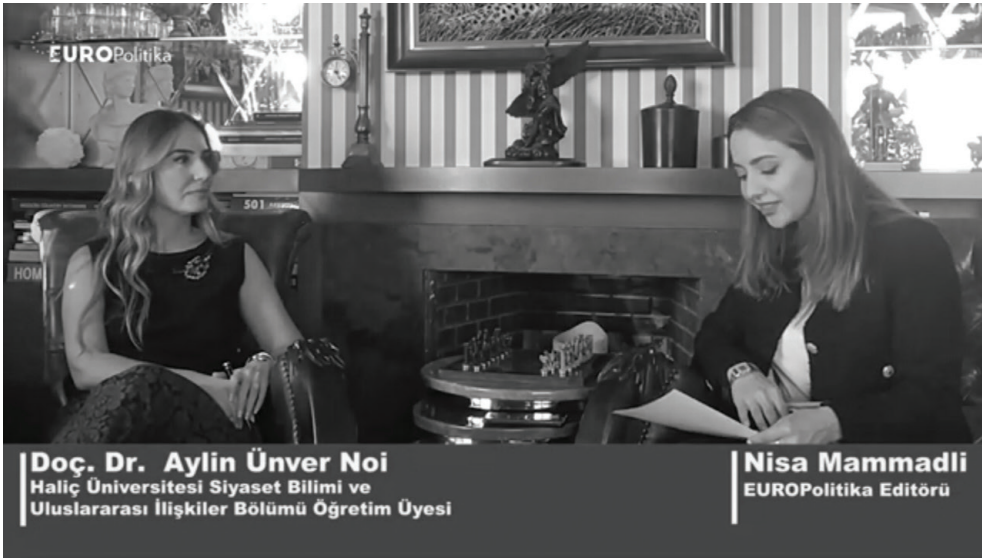 EUROPolitika
501
HOM
Doç. Dr. Aylin Ünver Noi
Haliç Üniversitesi Siyaset Bilimi ve
Uluslararası İlişkiler Bölümü Öğretim Üyesi
Nisa Mammadli
EUROPolitika Editörü